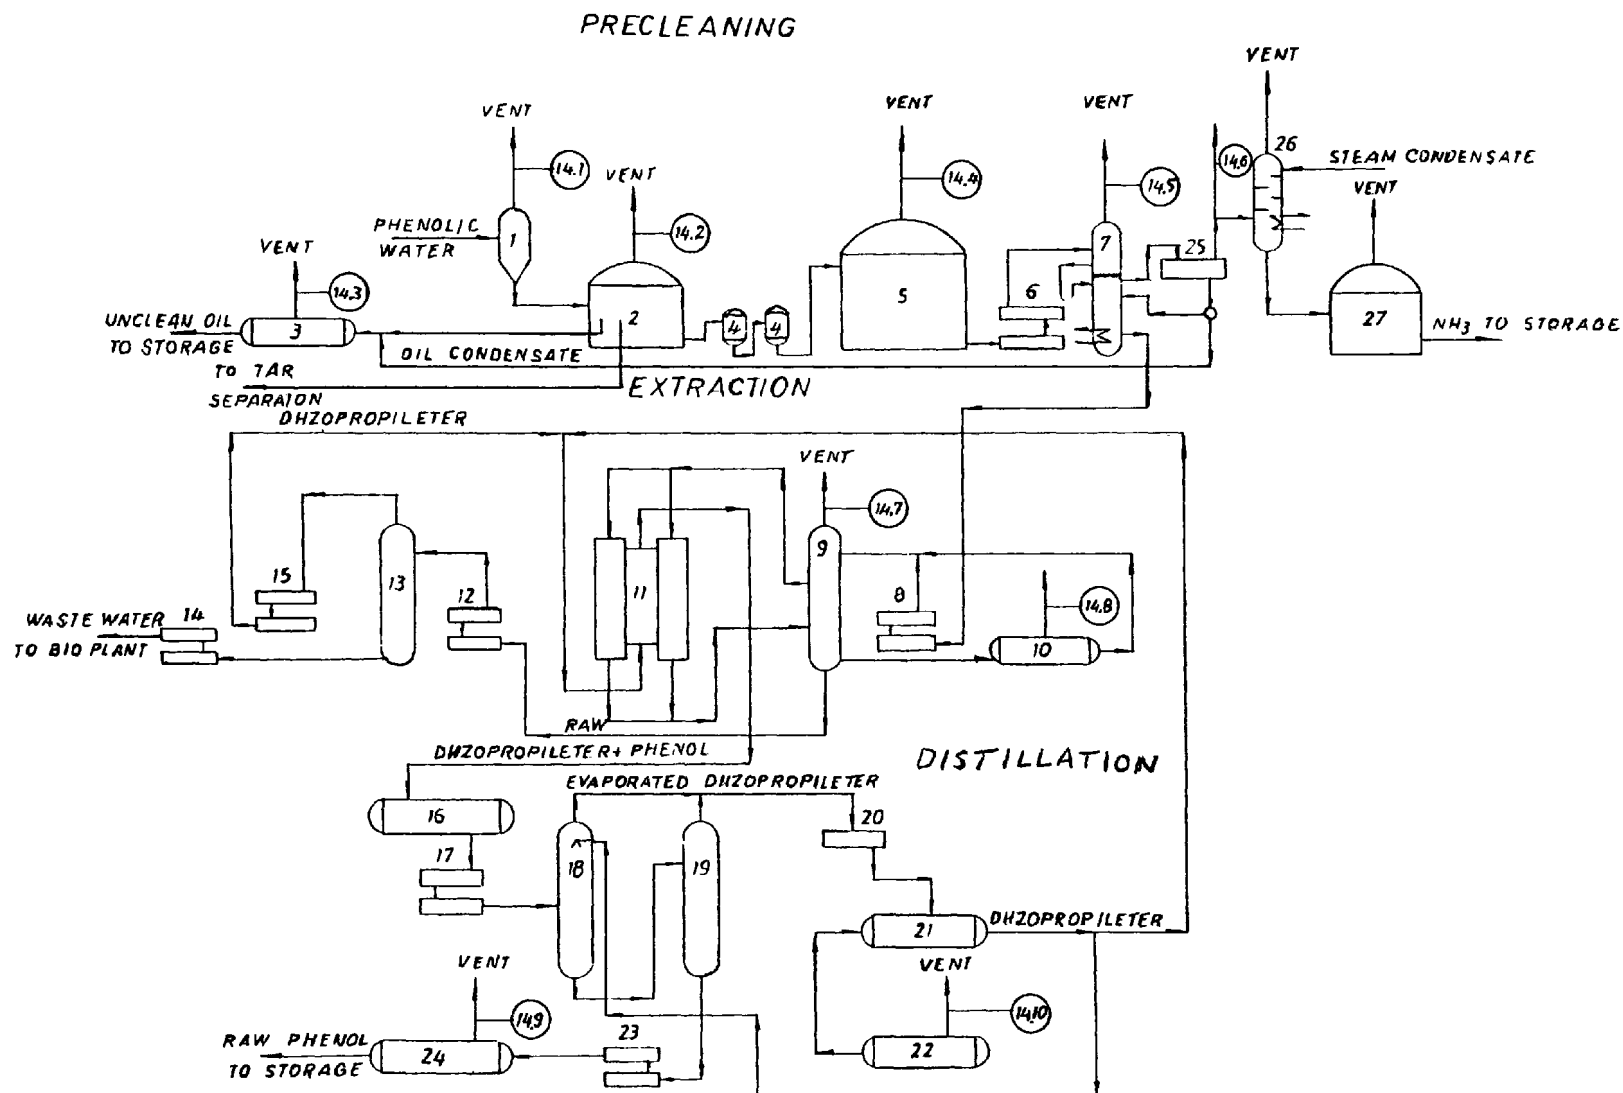 PRECLEANING
VENT
VENT
VENT
VENT
14.1
14.4
14.5
14.6
26
STEAM CONDENSATE
VENT
VENT
14.2
PHENOLIC
WATER
1
VENT
14.3
7
25
UNCLEAN OIL
TO STORAGE
3
2
4
4
5
6
27
NH3 TO STORAGE
OIL CONDENSATE
TO TAR
SEPARAION
EXTRACTION
DHZOPROPILETER
VENT
14.7
9
15
13
12
11
8
14.8
WASTE WATER
TO BIO PLANT
14
10
RAW
DHZOPROPILETER+ PHENOL
DISTILLATION
EVAPORATED DHZOPROPILETER
16
20
17
18
19
DHZOPROPILETER
21
VENT
VENT
14.9
14.10
RAW PHENOL
TO STORAGE
24
23
22